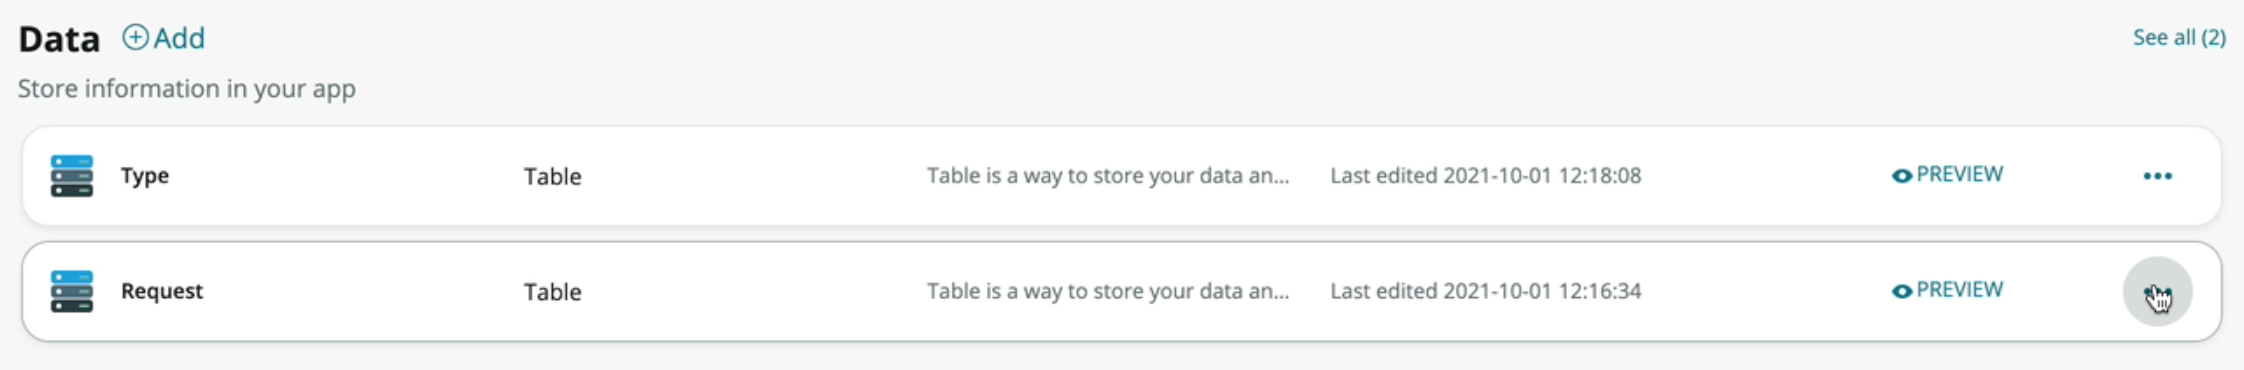 Data Add See all (2)
Store information in your app
Type Table Table is a way to store your data an... Last edited 2021-10-01 12:18:08 PREVIEW
Request Table Table is a way to store your data an... Last edited 2021-10-01 12:16:34 PREVIEW